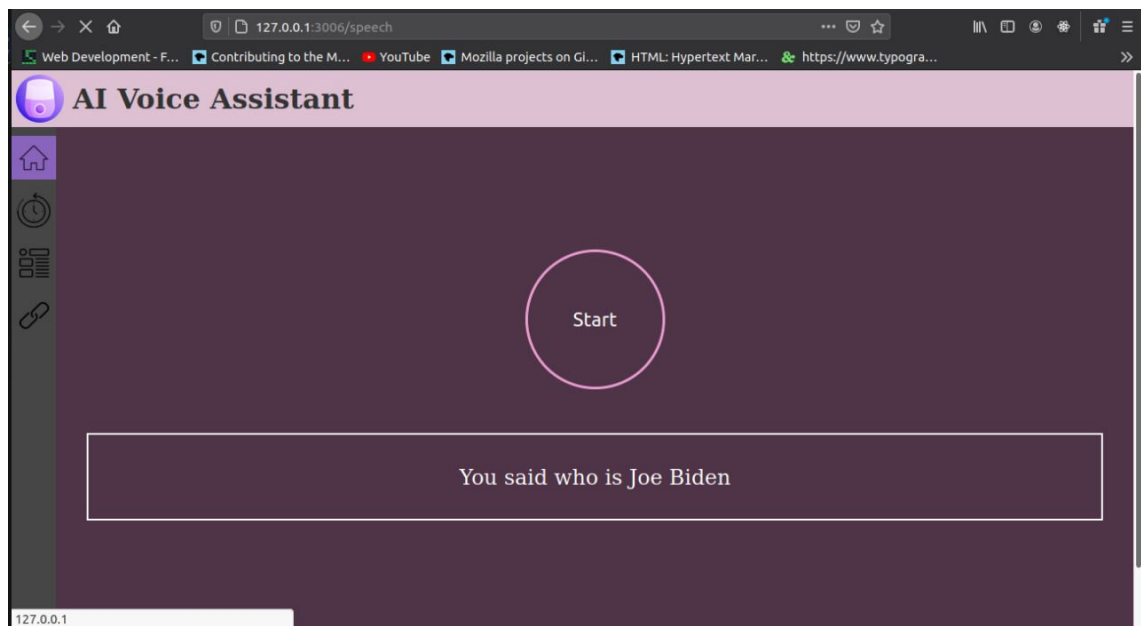 127.0.0.1:3006/speech
Web Development - F... Contributing to the M... YouTube Mozilla projects on Gi... HTML: Hypertext Mar... https://www.typogra...
AI Voice Assistant
Start
You said who is Joe Biden
127.0.0.1